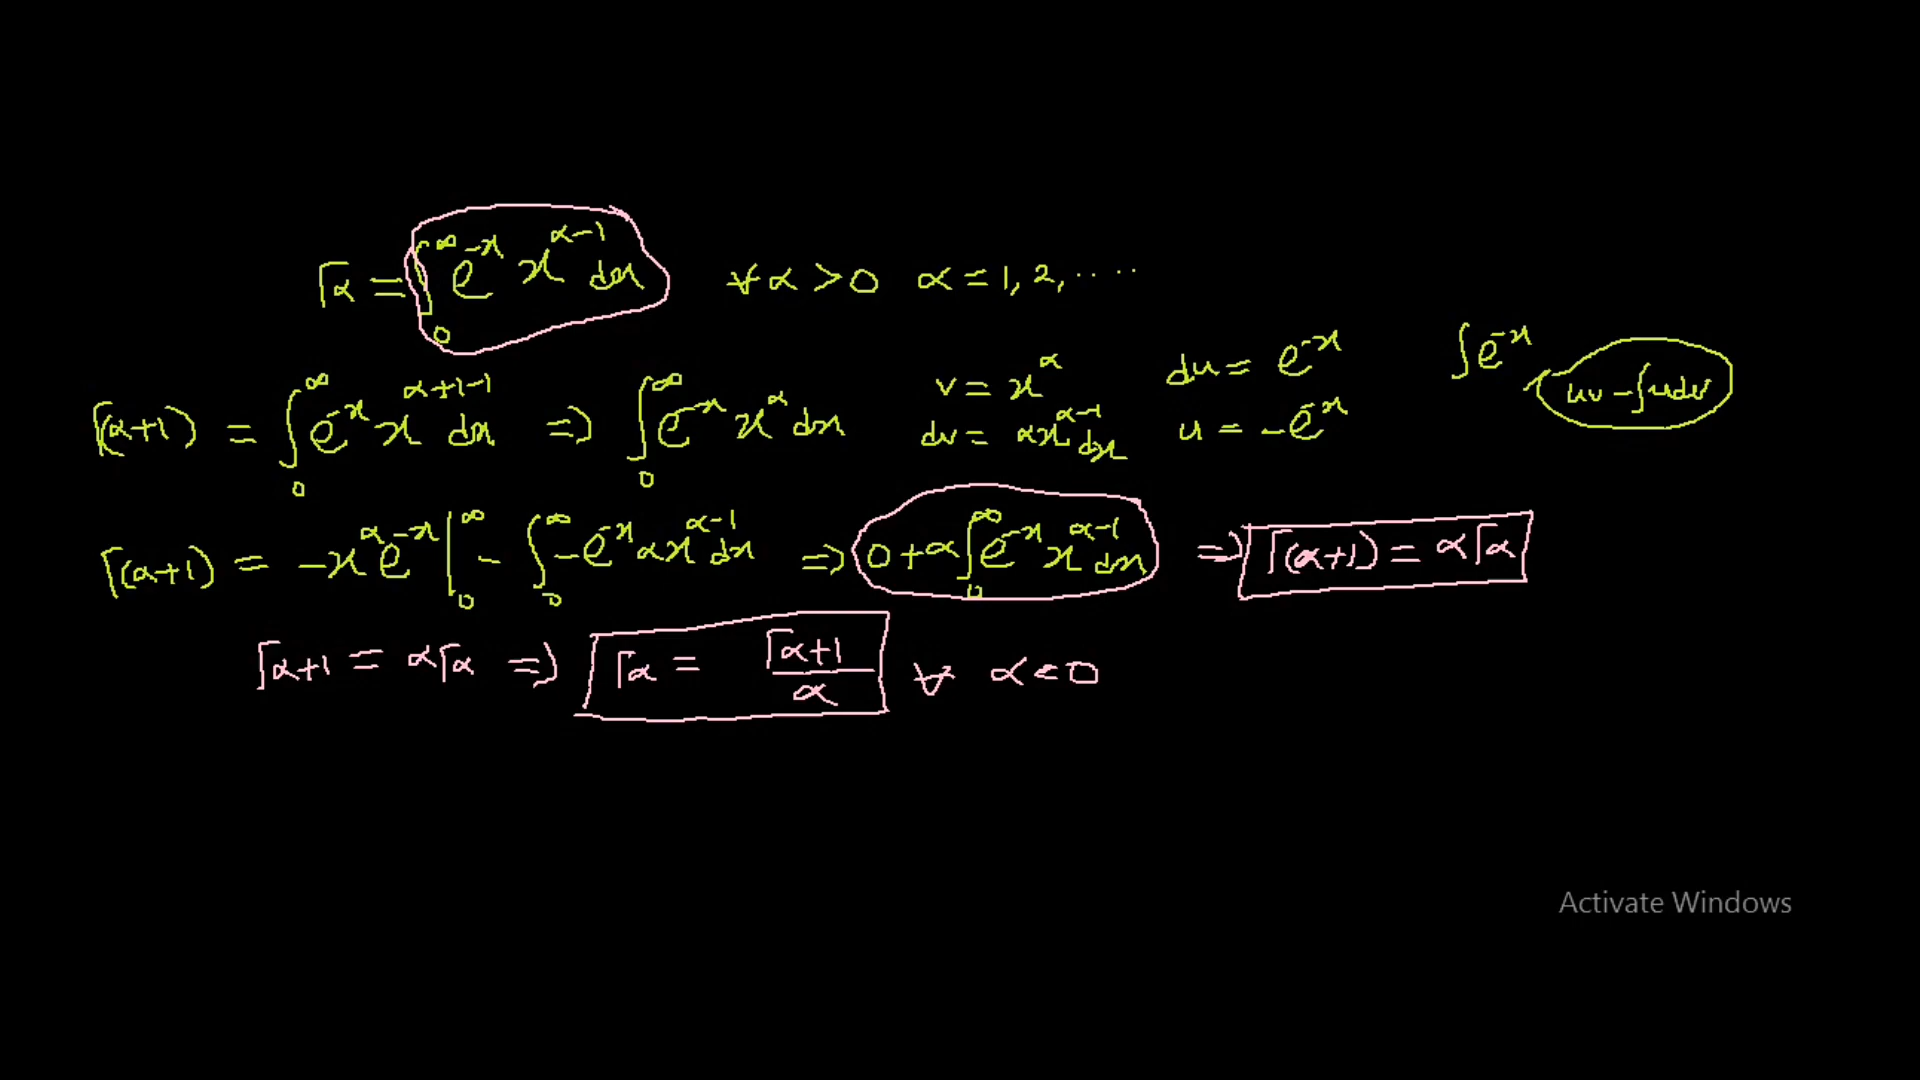 Γα = ∫₀^∞ e^-x x^α-1 dx ∀ α > 0 α = 1, 2, ....
Γ(α+1) = ∫₀^∞ e^-x x^α+1-1 dx => ∫₀^∞ e^-x x^α dx v = x^α du = e^-x ∫e^-x uv - ∫u dv
dv = αx^α-1 dx u = -e^-x
Γ(α+1) = -x^α e^-x |₀^∞ - ∫₀^∞ -e^-x αx^α-1 dx => 0 + α∫₀^∞ e^-x x^α-1 dx => Γ(α+1) = αΓα
Γα+1 = αΓα => Γα = Γα+1 / α ∀ α < 0
Activate Windows